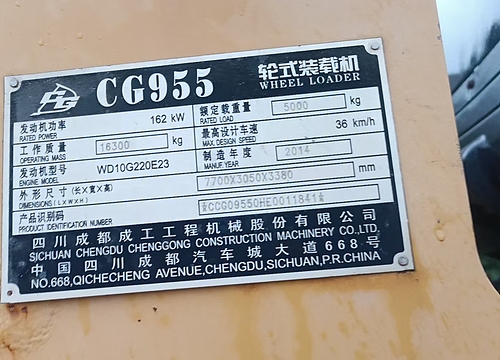 CG
CG955
轮式装载机
WHEEL LOADER
发动机功率 162 kW
RATED POWER
额定载重量 5000 kg
RATED LOAD
工作质量 16300 kg
OPERATING MASS
最高设计车速 36 km/h
MAX. DESIGN SPEED
发动机型号 WD10G220E23
ENGINE MODEL
制造年度 2014
MANUF. YEAR
外形尺寸(长×宽×高) 7700X3050X3380 mm
DIMENSIONS (L×W×H)
产品识别码 *CCG09550HE0011841*
PRODUCT IDENTIFICATION NUMBER
四川成都成工工程机械股份有限公司
SICHUAN CHENGDU CHENGGONG CONSTRUCTION MACHINERY CO.,LTD.
中国四川成都汽车城大道668号
NO.668,QICHECHENG AVENUE,CHENGDU,SICHUAN,P.R.CHINA